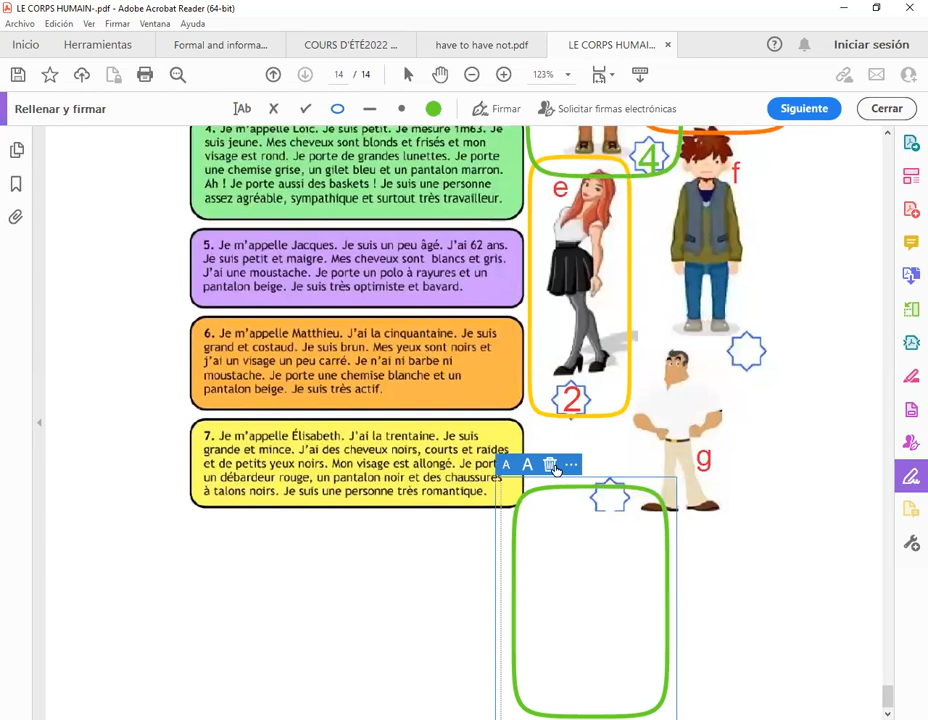 LE CORPS HUMAIN-.pdf - Adobe Acrobat Reader (64-bit)
Archivo Edición Ver Firmar Ventana Ayuda
Inicio Herramientas Formal and informa... COURS D'ÉTÉ2022 ... have to have not.pdf LE CORPS HUMAI... × Iniciar sesión
14 / 14 123%
Rellenar y firmar Ab Firmar Solicitar firmas electrónicas Siguiente Cerrar
4. Je m'appelle Loïc. Je suis petit. Je mesure 1m63. Je
suis jeune. Mes cheveux sont blonds et frisés et mon
visage est rond. Je porte de grandes lunettes. Je porte
une chemise grise, un gilet bleu et un pantalon marron.
Ah ! Je porte aussi des baskets ! Je suis une personne
assez agréable, sympathique et surtout très travailleur.
4
e
f
5. Je m'appelle Jacques. Je suis un peu âgé. J'ai 62 ans.
Je suis petit et maigre. Mes cheveux sont blancs et gris.
J'ai une moustache. Je porte un polo à rayures et un
pantalon beige. Je suis très optimiste et bavard.
6. Je m'appelle Matthieu. J'ai la cinquantaine. Je suis
grand et costaud. Je suis brun. Mes yeux sont noirs et
j'ai un visage un peu carré. Je n'ai ni barbe ni
moustache. Je porte une chemise blanche et un
pantalon beige. Je suis très actif.
2
7. Je m'appelle Élisabeth. J'ai la trentaine. Je suis
grande et mince. J'ai des cheveux noirs, courts et raides
et de petits yeux noirs. Mon visage est allongé. Je port
un débardeur rouge, un pantalon noir et des chaussures
à talons noirs. Je suis une personne très romantique.
g
A A